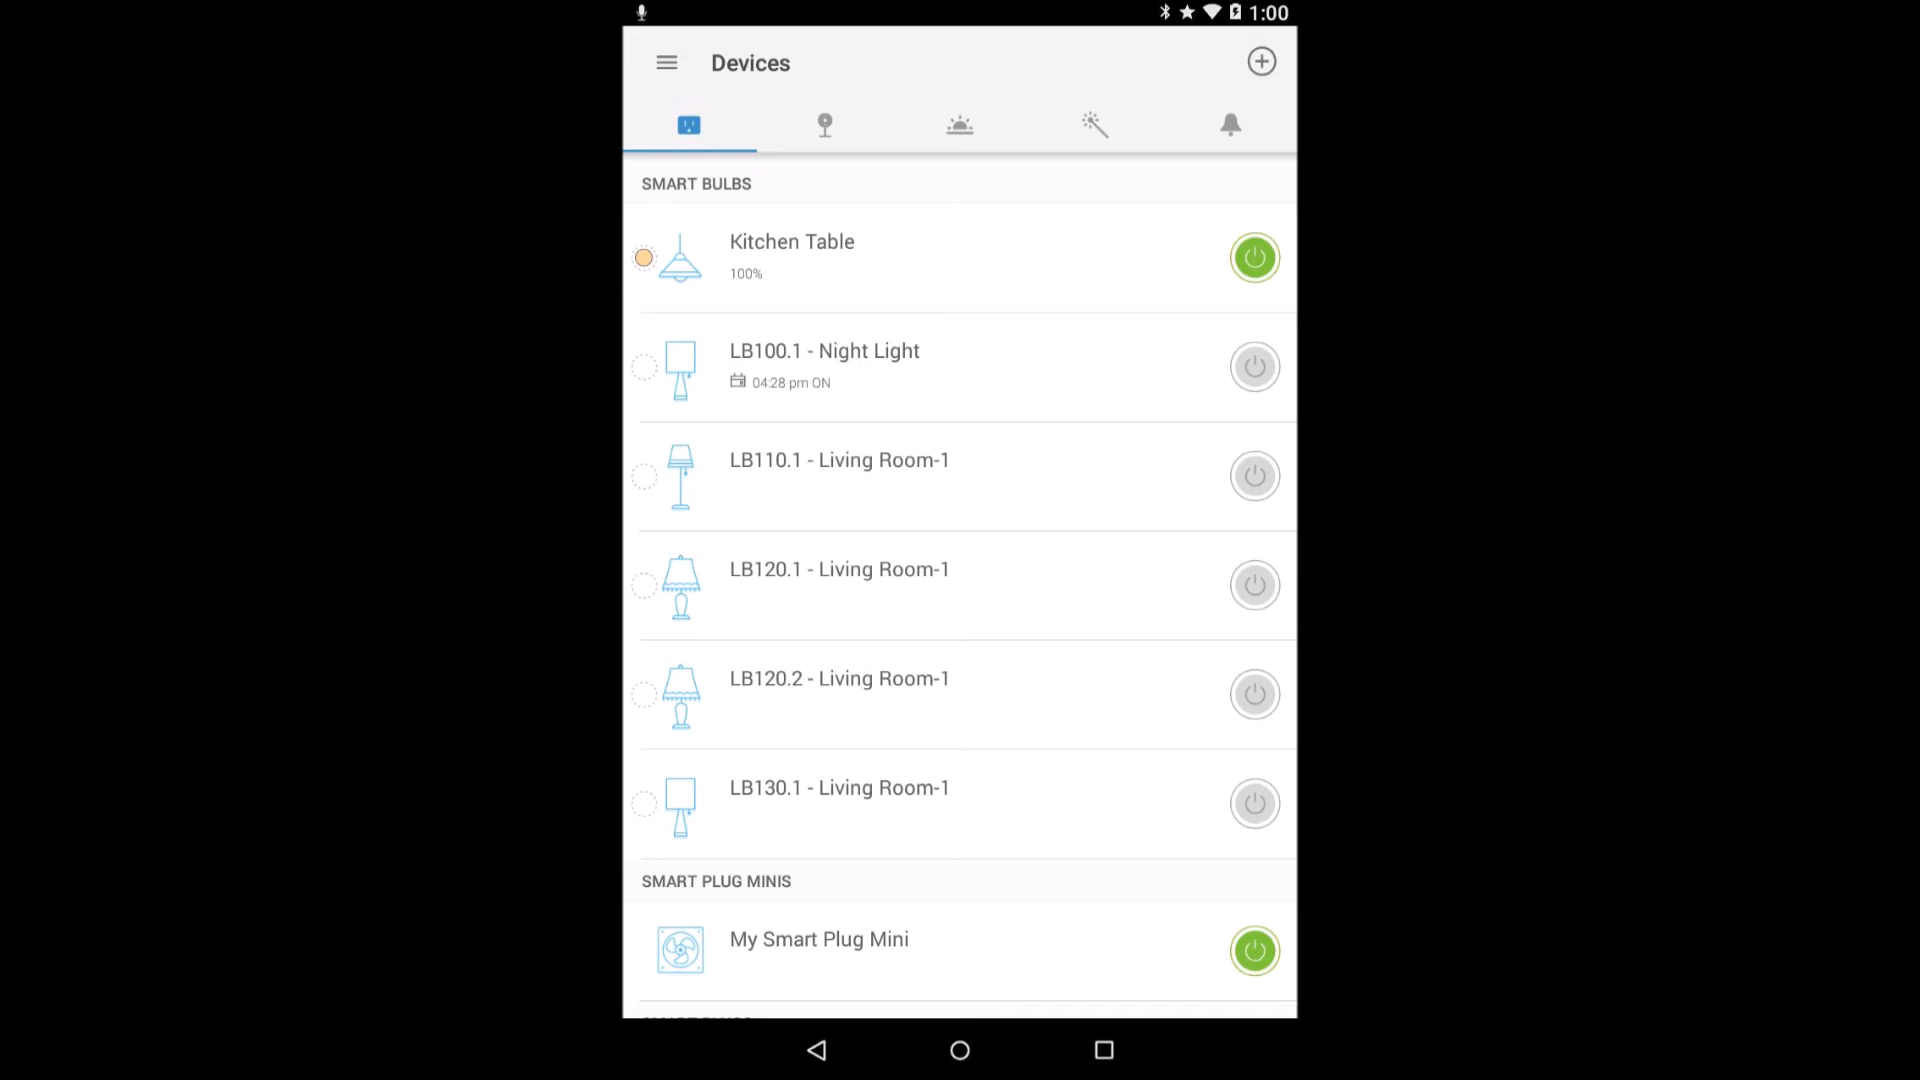 1:00
Devices
SMART BULBS
Kitchen Table
100%
LB100.1 - Night Light
04:28 pm ON
LB110.1 - Living Room-1
LB120.1 - Living Room-1
LB120.2 - Living Room-1
LB130.1 - Living Room-1
SMART PLUG MINIS
My Smart Plug Mini